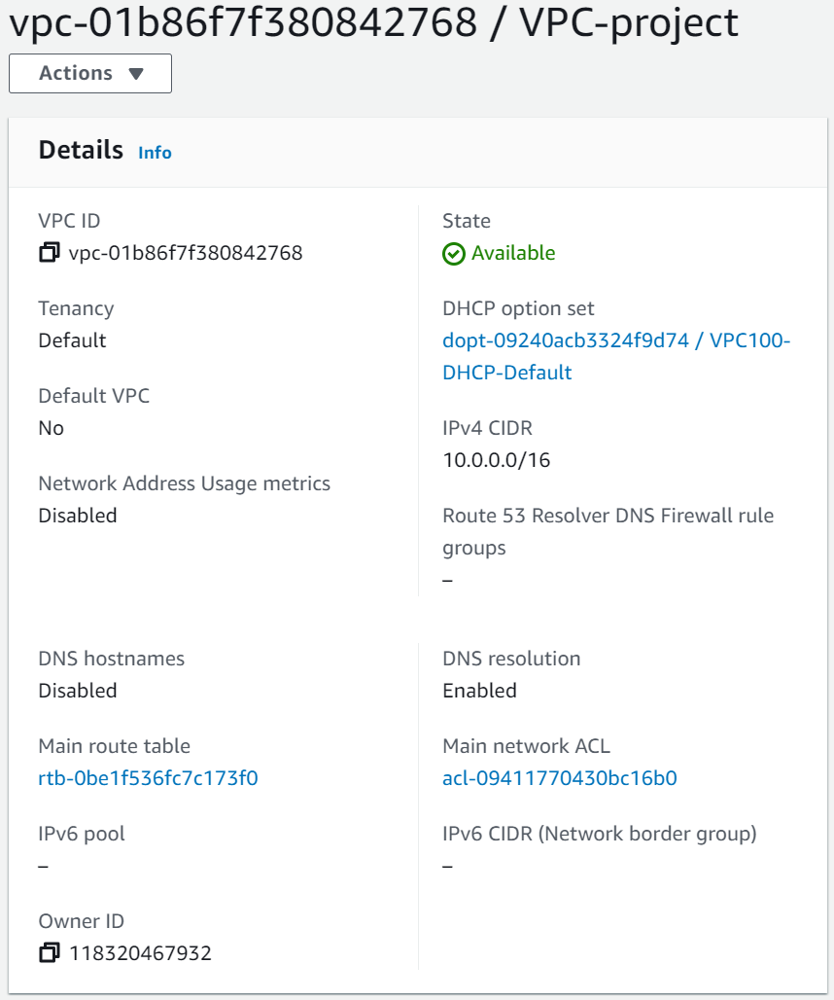 vpc-01b86f7f380842768 / VPC-project
Actions
Details Info
VPC ID
vpc-01b86f7f380842768
Tenancy
Default
Default VPC
No
Network Address Usage metrics
Disabled
State
Available
DHCP option set
dopt-09240acb3324f9d74 / VPC100-
DHCP-Default
IPv4 CIDR
10.0.0.0/16
Route 53 Resolver DNS Firewall rule
groups
–
DNS hostnames
Disabled
Main route table
rtb-0be1f536fc7c173f0
IPv6 pool
–
Owner ID
118320467932
DNS resolution
Enabled
Main network ACL
acl-09411770430bc16b0
IPv6 CIDR (Network border group)
–